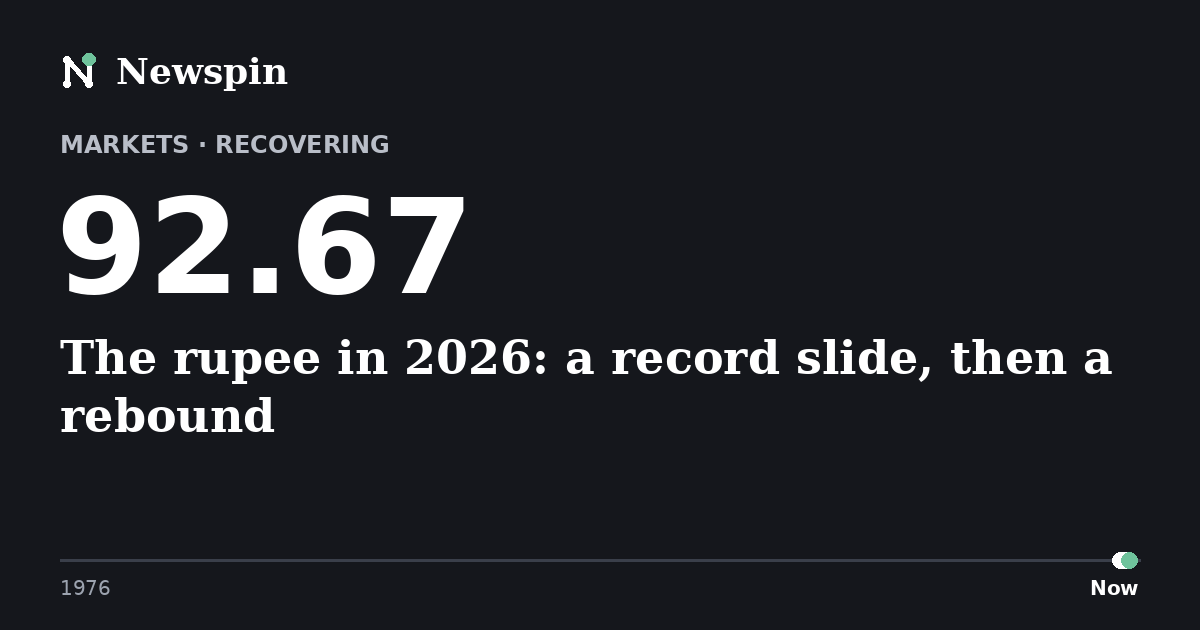 Newspin
MARKETS · RECOVERING
92.67
The rupee in 2026: a record slide, then a
rebound
1976
Now